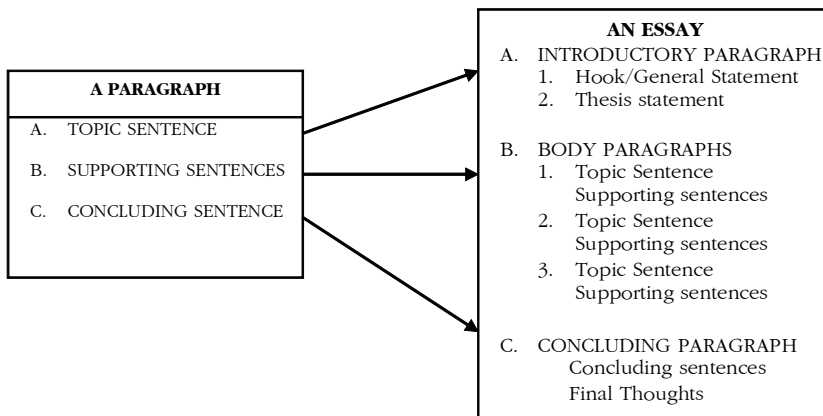 A PARAGRAPH
A. TOPIC SENTENCE
B. SUPPORTING SENTENCES
C. CONCLUDING SENTENCE
AN ESSAY
A. INTRODUCTORY PARAGRAPH
1. Hook/General Statement
2. Thesis statement
B. BODY PARAGRAPHS
1. Topic Sentence
Supporting sentences
2. Topic Sentence
Supporting sentences
3. Topic Sentence
Supporting sentences
C. CONCLUDING PARAGRAPH
Concluding sentences
Final Thoughts